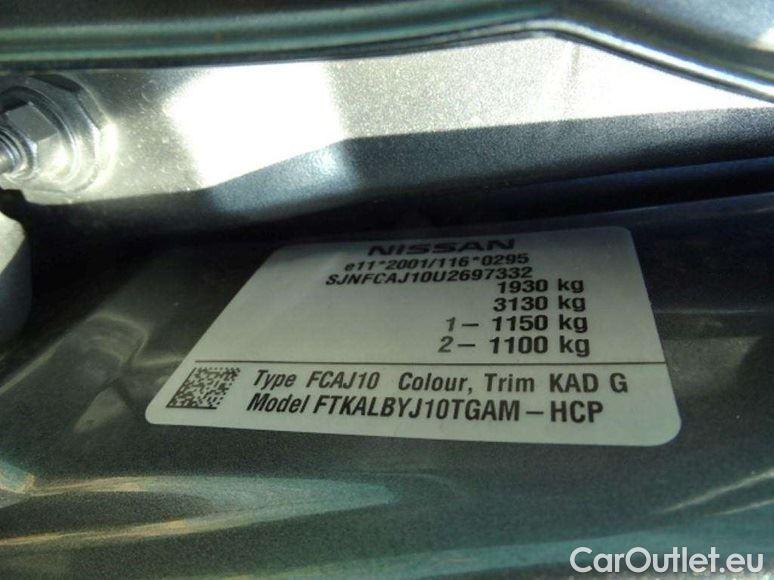 NISSAN
e11*2001/116*0295
SJNFCAJ10U2697332
1930 kg
3130 kg
1– 1150 kg
2– 1100 kg
Type FCAJ10 Colour, Trim KAD G
Model FTKALBYJ10TGAM–HCP
CarOutlet.eu